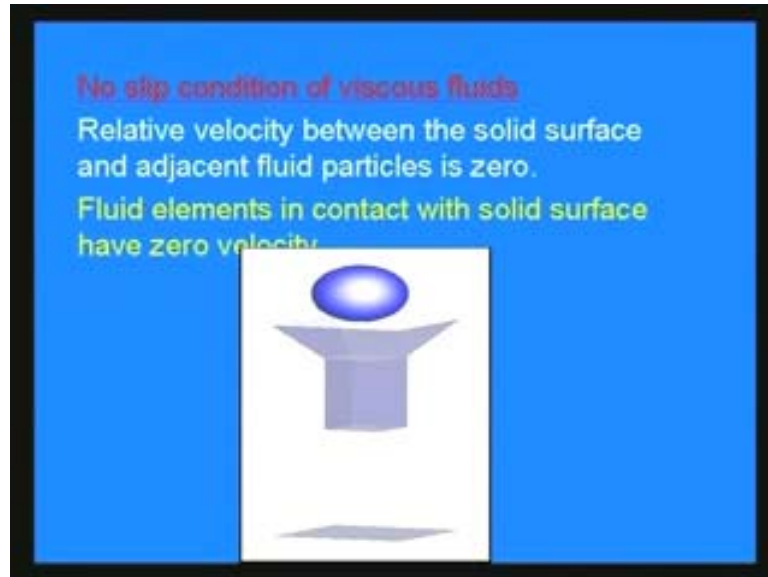 No slip condition of viscous fluids
Relative velocity between the solid surface
and adjacent fluid particles is zero.
Fluid elements in contact with solid surface
have zero velocity